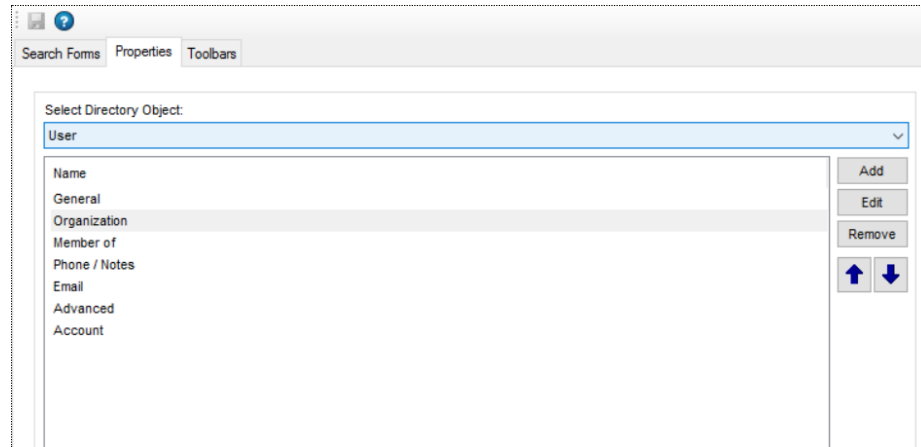 Search Forms Properties Toolbars
Select Directory Object:
User
Name
Add
General
Edit
Organization
Member of
Remove
Phone / Notes
Email
Advanced
Account